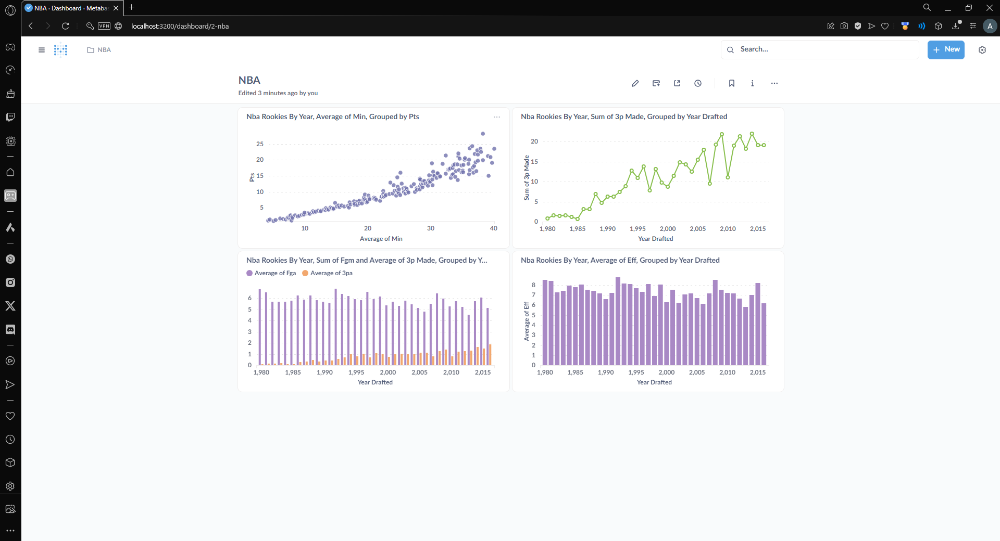 NBA · Dashboard · Metabas
VPN
localhost:3200/dashboard/2-nba
A
NBA
Search...
+ New
NBA
Edited 3 minutes ago by you
Nba Rookies By Year, Average of Min, Grouped by Pts
25
20
15
10
5
Pts
10 20 30 40
Average of Min
Nba Rookies By Year, Sum of 3p Made, Grouped by Year Drafted
20
15
10
5
0
Sum of 3p Made
1,980 1,985 1,990 1,995 2,000 2,005 2,010 2,015
Year Drafted
Nba Rookies By Year, Sum of Fgm and Average of 3p Made, Grouped by Y...
Average of Fga Average of 3pa
6
5
4
3
2
1
0
1,980 1,985 1,990 1,995 2,000 2,005 2,010 2,015
Year Drafted
Nba Rookies By Year, Average of Eff, Grouped by Year Drafted
8
7
6
5
4
3
2
1
0
Average of Eff
1,980 1,985 1,990 1,995 2,000 2,005 2,010 2,015
Year Drafted